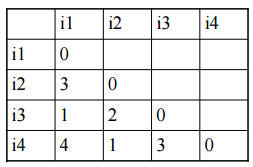 i1 i2 i3 i4
i1 0
i2 3 0
i3 1 2 0
i4 4 1 3 0